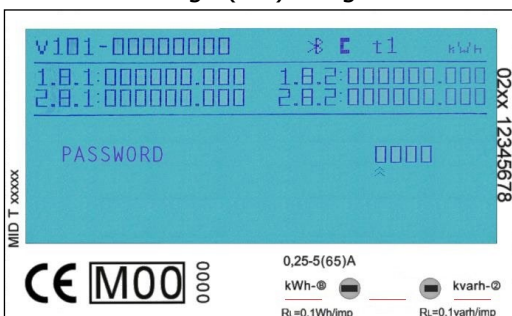 v101-00000000 t1 kWh
1.8.1:000000.000 1.8.2:000000.000
2.8.1:000000.000 2.8.2:000000.000
PASSWORD 0000
02xx 12345678
MID T xxxxx
CE M00 0000
0,25-5(65)A
kWh-⑧ kvarh-②
RL=0.1Wh/imp RL=0.1varh/imp